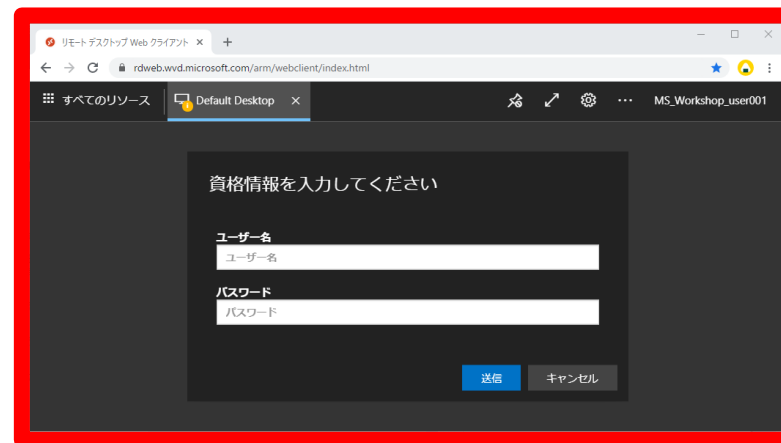 リモート デスクトップ Web クライアント
rdweb.wvd.microsoft.com/arm/webclient/index.html
すべてのリソース Default Desktop MS_Workshop_user001
資格情報を入力してください
ユーザー名
ユーザー名
パスワード
パスワード
送信 キャンセル